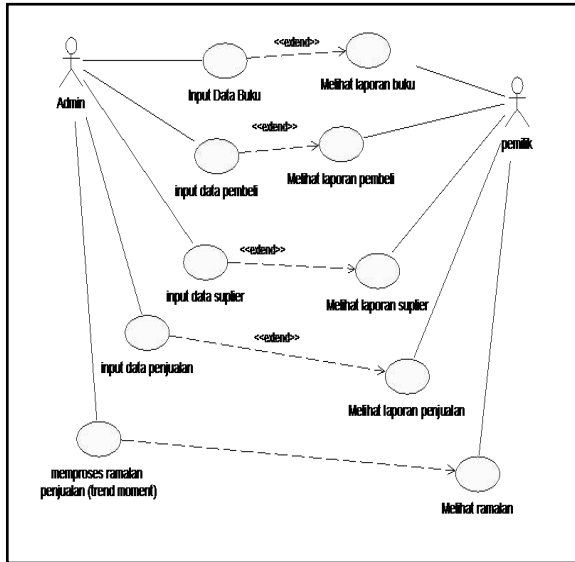 <<extend>>
Input Data Buku
Melihat laporan buku
Admin
pemilik
<<extend>>
input data pembeli
Melihat laporan pembeli
<<extend>>
input data suplier
Melihat laporan suplier
<<extend>>
input data penjualan
Melihat laporan penjualan
memproses ramalan
penjualan (trend moment)
Melihat ramalan